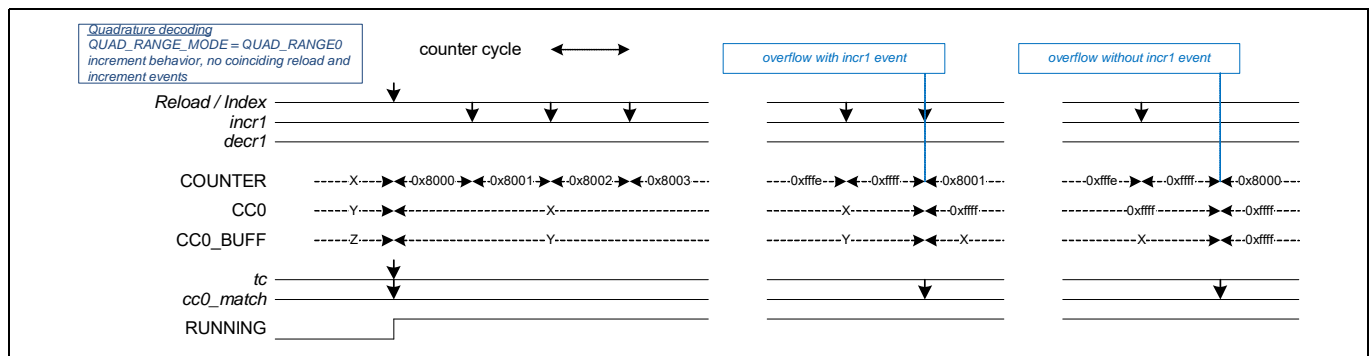 Quadrature decoding
QUAD_RANGE_MODE = QUAD_RANGE0
increment behavior, no coinciding reload and
increment events
counter cycle
overflow with incr1 event
overflow without incr1 event
Reload / Index
incr1
decr1
COUNTER X 0x8000 0x8001 0x8002 0x8003 0xfffe 0xffff 0x8001 0xfffe 0xffff 0x8000
CC0 Y X X 0xffff 0xffff 0xffff
CC0_BUFF Z Y Y X X 0xffff
tc
cc0_match
RUNNING